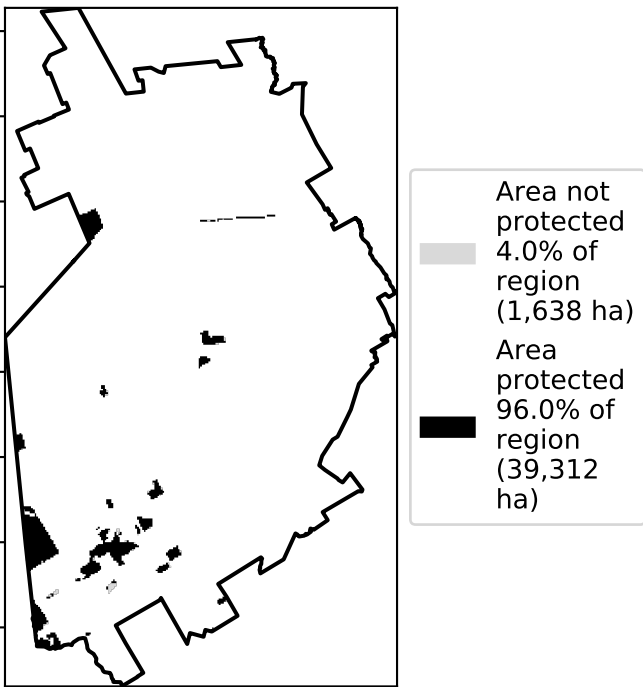 Area not
protected
4.0% of
region
(1,638 ha)
Area
protected
96.0% of
region
(39,312
ha)